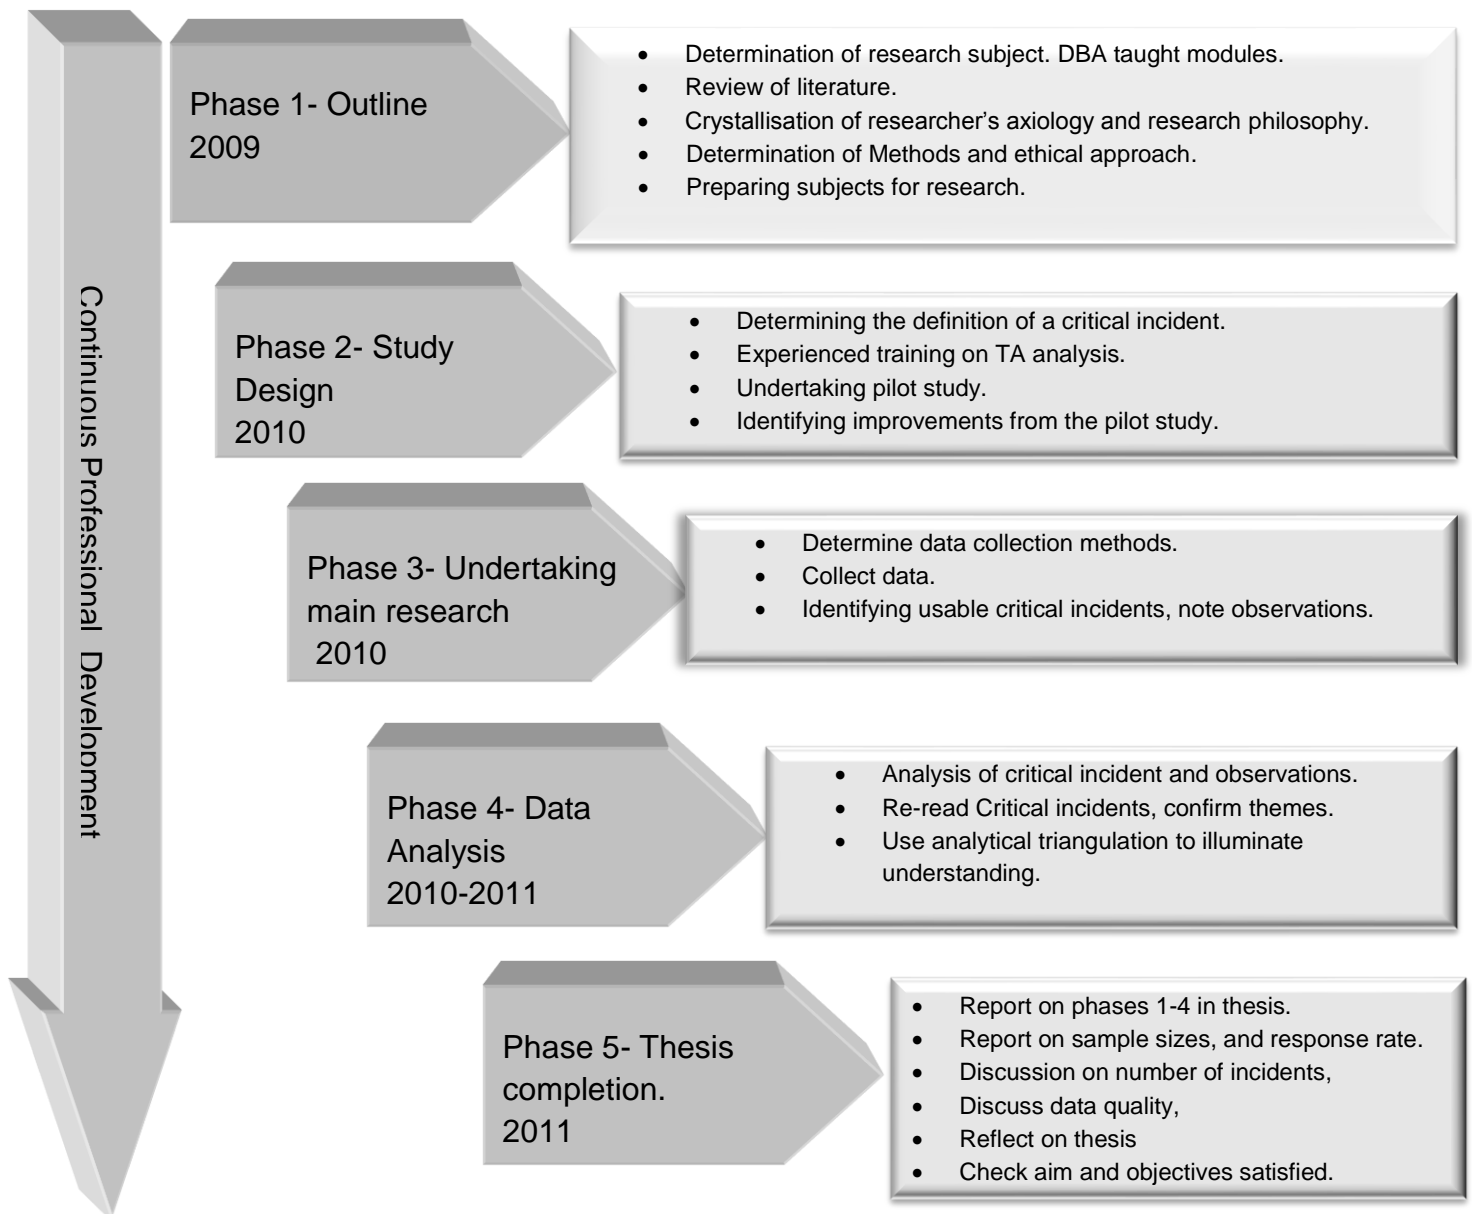 Continuous Professional Development
Phase 1- Outline
2009
• Determination of research subject. DBA taught modules.
• Review of literature.
• Crystallisation of researcher's axiology and research philosophy.
• Determination of Methods and ethical approach.
• Preparing subjects for research.
Phase 2- Study
Design
2010
• Determining the definition of a critical incident.
• Experienced training on TA analysis.
• Undertaking pilot study.
• Identifying improvements from the pilot study.
Phase 3- Undertaking
main research
2010
• Determine data collection methods.
• Collect data.
• Identifying usable critical incidents, note observations.
Phase 4- Data
Analysis
2010-2011
• Analysis of critical incident and observations.
• Re-read Critical incidents, confirm themes.
• Use analytical triangulation to illuminate
understanding.
Phase 5- Thesis
completion.
2011
• Report on phases 1-4 in thesis.
• Report on sample sizes, and response rate.
• Discussion on number of incidents,
• Discuss data quality,
• Reflect on thesis
• Check aim and objectives satisfied.